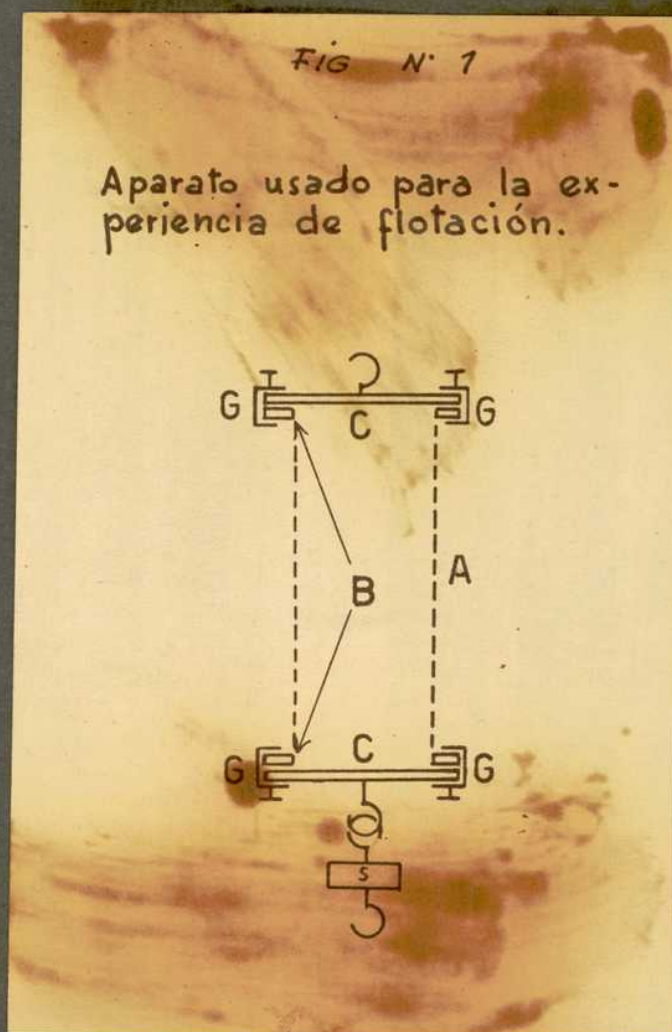 FIG N· 1
Aparato usado para la ex-
periencia de flotación.
G C G
A
B
G C G
S